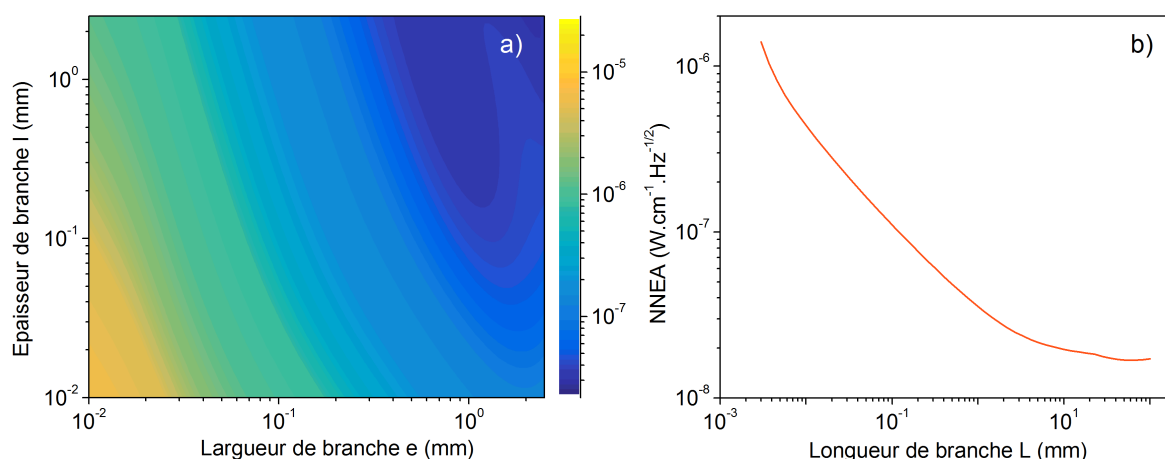 a)
Epaisseur de branche l (mm)
10^0
10^-1
10^-2
10^-2
10^-1
10^0
Largueur de branche e (mm)
10^-5
10^-6
10^-7
b)
NNEA (W.cm^-1.Hz^-1/2)
10^-6
10^-7
10^-8
10^-3
10^-1
10^1
Longueur de branche L (mm)